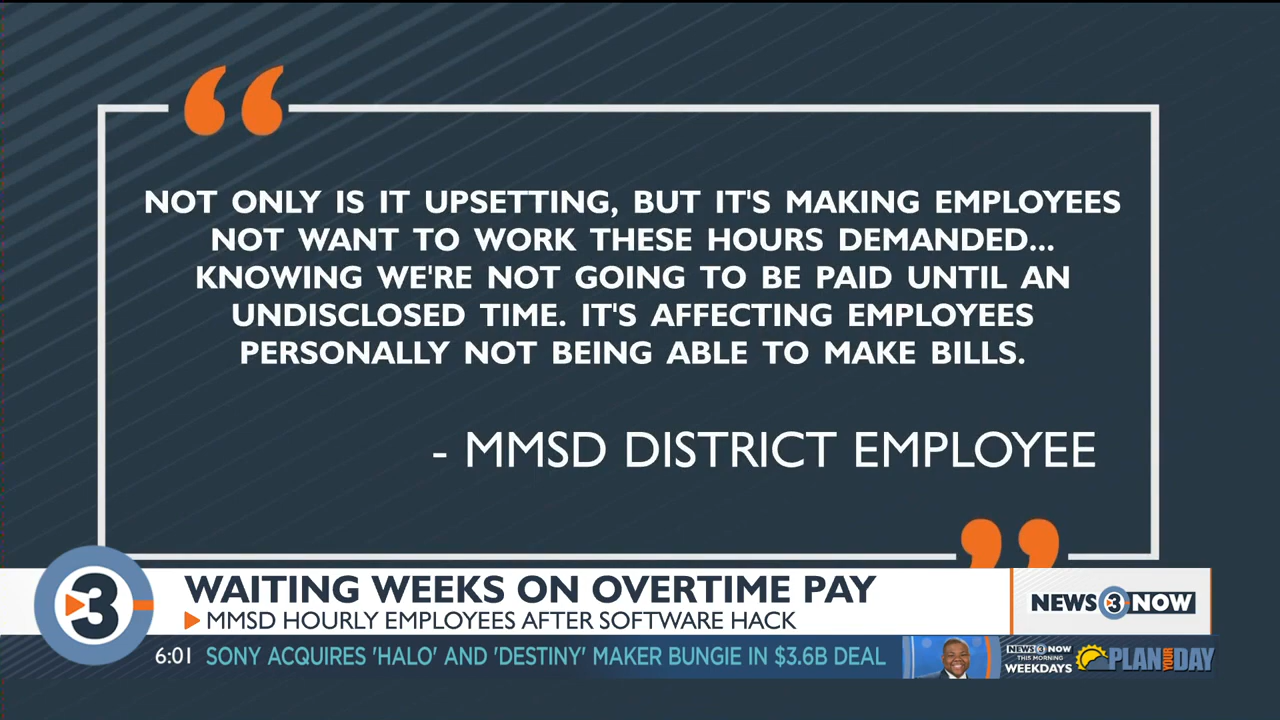 “
NOT ONLY IS IT UPSETTING, BUT IT'S MAKING EMPLOYEES
NOT WANT TO WORK THESE HOURS DEMANDED...
KNOWING WE'RE NOT GOING TO BE PAID UNTIL AN
UNDISCLOSED TIME. IT'S AFFECTING EMPLOYEES
PERSONALLY NOT BEING ABLE TO MAKE BILLS.
- MMSD DISTRICT EMPLOYEE
”
3
WAITING WEEKS ON OVERTIME PAY
MMSD HOURLY EMPLOYEES AFTER SOFTWARE HACK
NEWS 3 NOW
6:01 SONY ACQUIRES 'HALO' AND 'DESTINY' MAKER BUNGIE IN $3.6B DEAL
NEWS 3 NOW
THIS MORNING
WEEKDAYS
PLAN YOUR DAY